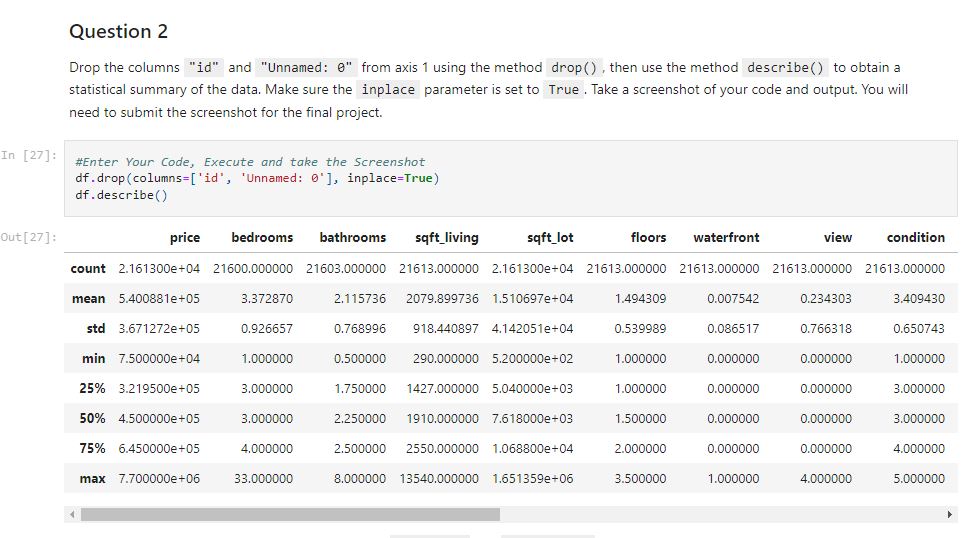 Question 2
Drop the columns "id" and "Unnamed: 0" from axis 1 using the method drop() , then use the method describe() to obtain a
statistical summary of the data. Make sure the inplace parameter is set to True . Take a screenshot of your code and output. You will
need to submit the screenshot for the final project.
In [27]:
#Enter Your Code, Execute and take the Screenshot
df.drop(columns=['id', 'Unnamed: 0'], inplace=True)
df.describe()
Out[27]:
price bedrooms bathrooms sqft_living sqft_lot floors waterfront view condition
count 2.161300e+04 21600.000000 21603.000000 21613.000000 2.161300e+04 21613.000000 21613.000000 21613.000000 21613.000000
mean 5.400881e+05 3.372870 2.115736 2079.899736 1.510697e+04 1.494309 0.007542 0.234303 3.409430
std 3.671272e+05 0.926657 0.768996 918.440897 4.142051e+04 0.539989 0.086517 0.766318 0.650743
min 7.500000e+04 1.000000 0.500000 290.000000 5.200000e+02 1.000000 0.000000 0.000000 1.000000
25% 3.219500e+05 3.000000 1.750000 1427.000000 5.040000e+03 1.000000 0.000000 0.000000 3.000000
50% 4.500000e+05 3.000000 2.250000 1910.000000 7.618000e+03 1.500000 0.000000 0.000000 3.000000
75% 6.450000e+05 4.000000 2.500000 2550.000000 1.068800e+04 2.000000 0.000000 0.000000 4.000000
max 7.700000e+06 33.000000 8.000000 13540.000000 1.651359e+06 3.500000 1.000000 4.000000 5.000000